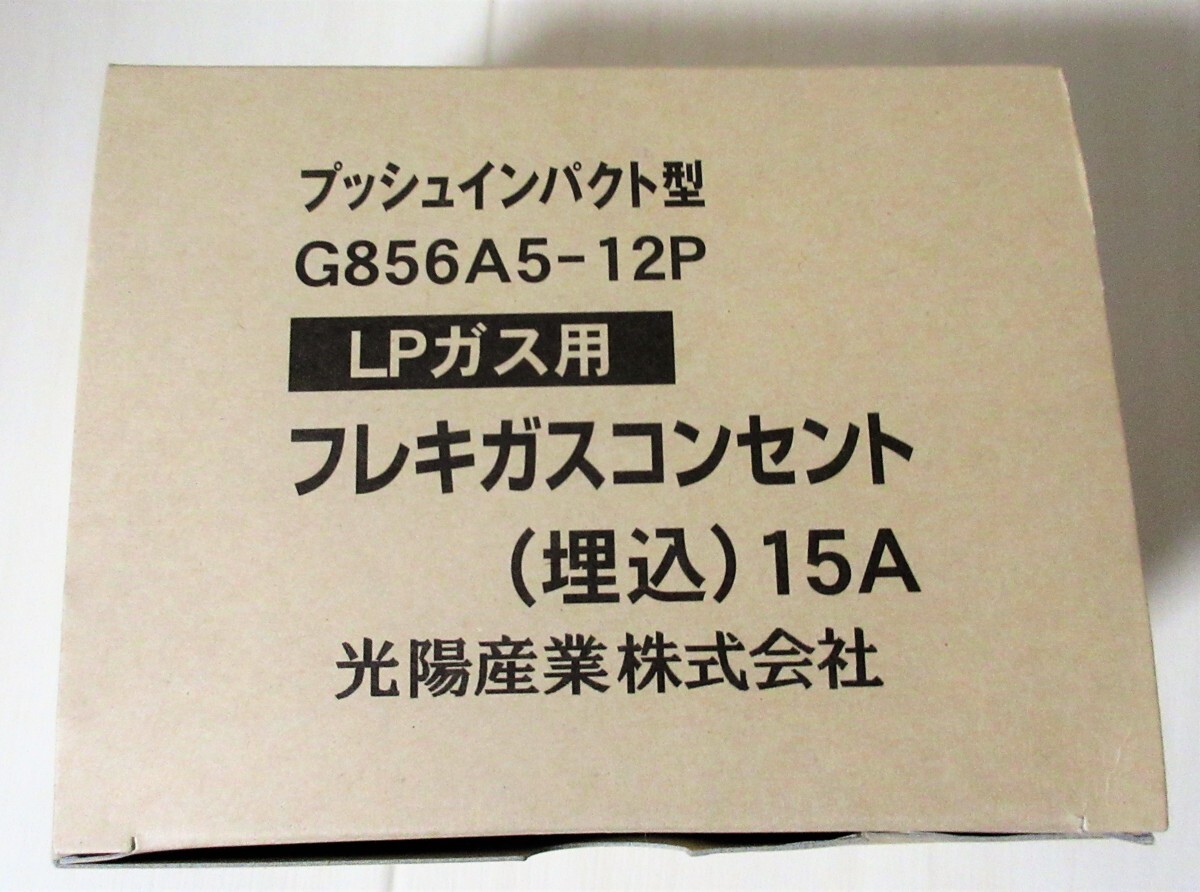 プッシュインパクト型
G856A5-12P
LPガス用
フレキガスコンセント
(埋込)15A
光陽産業株式会社